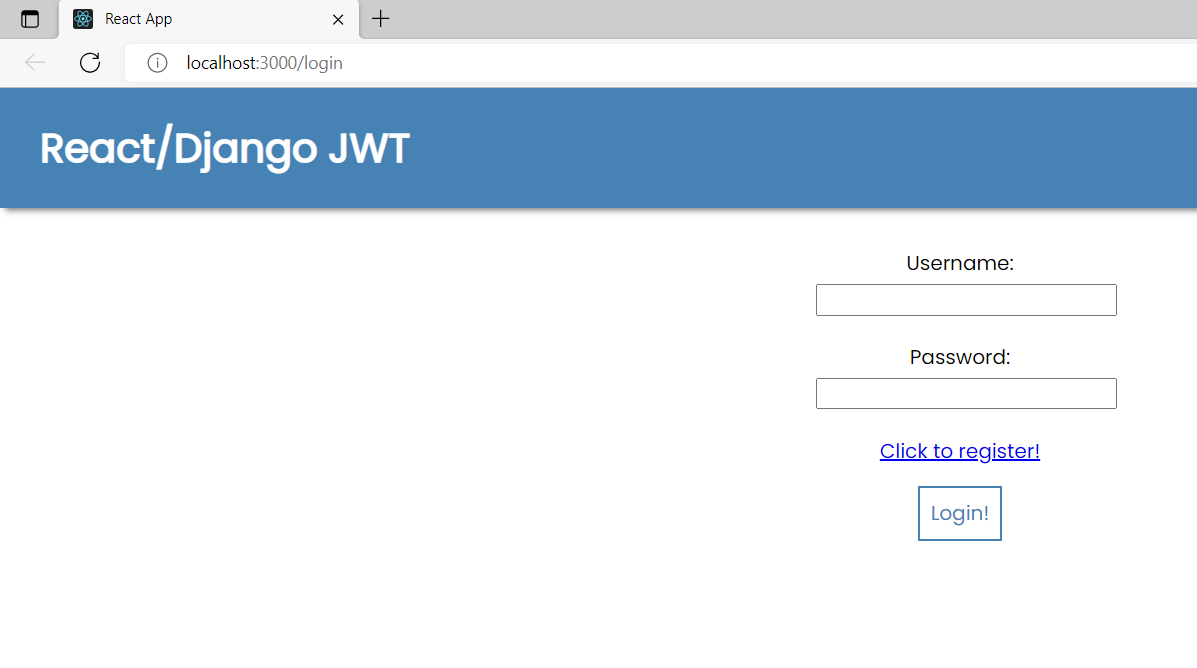 React App
localhost:3000/login
React/Django JWT
Username:
Password:
Click to register!
Login!